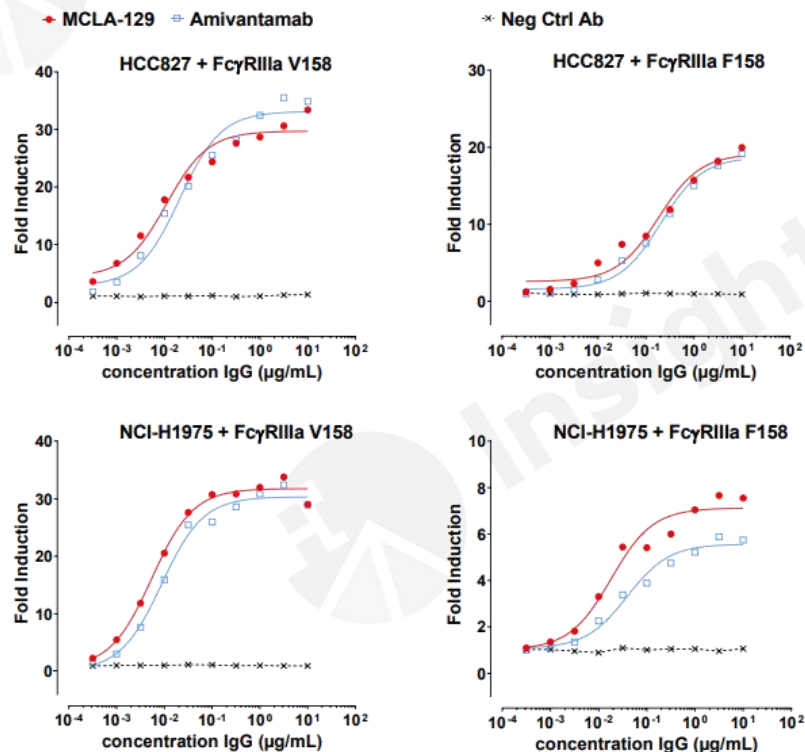 MCLA-129 Amivantamab Neg Ctrl Ab
HCC827 + FcγRIIIa V158
Fold Induction
40
30
20
10
0
10⁻⁴ 10⁻³ 10⁻² 10⁻¹ 10⁰ 10¹ 10²
concentration IgG (µg/mL)
HCC827 + FcγRIIIa F158
Fold Induction
30
20
10
0
10⁻⁴ 10⁻³ 10⁻² 10⁻¹ 10⁰ 10¹ 10²
concentration IgG (µg/mL)
NCI-H1975 + FcγRIIIa V158
Fold Induction
40
30
20
10
0
10⁻⁴ 10⁻³ 10⁻² 10⁻¹ 10⁰ 10¹ 10²
concentration IgG (µg/mL)
NCI-H1975 + FcγRIIIa F158
Fold Induction
8
6
4
2
0
10⁻⁴ 10⁻³ 10⁻² 10⁻¹ 10⁰ 10¹ 10²
concentration IgG (µg/mL)
Insight